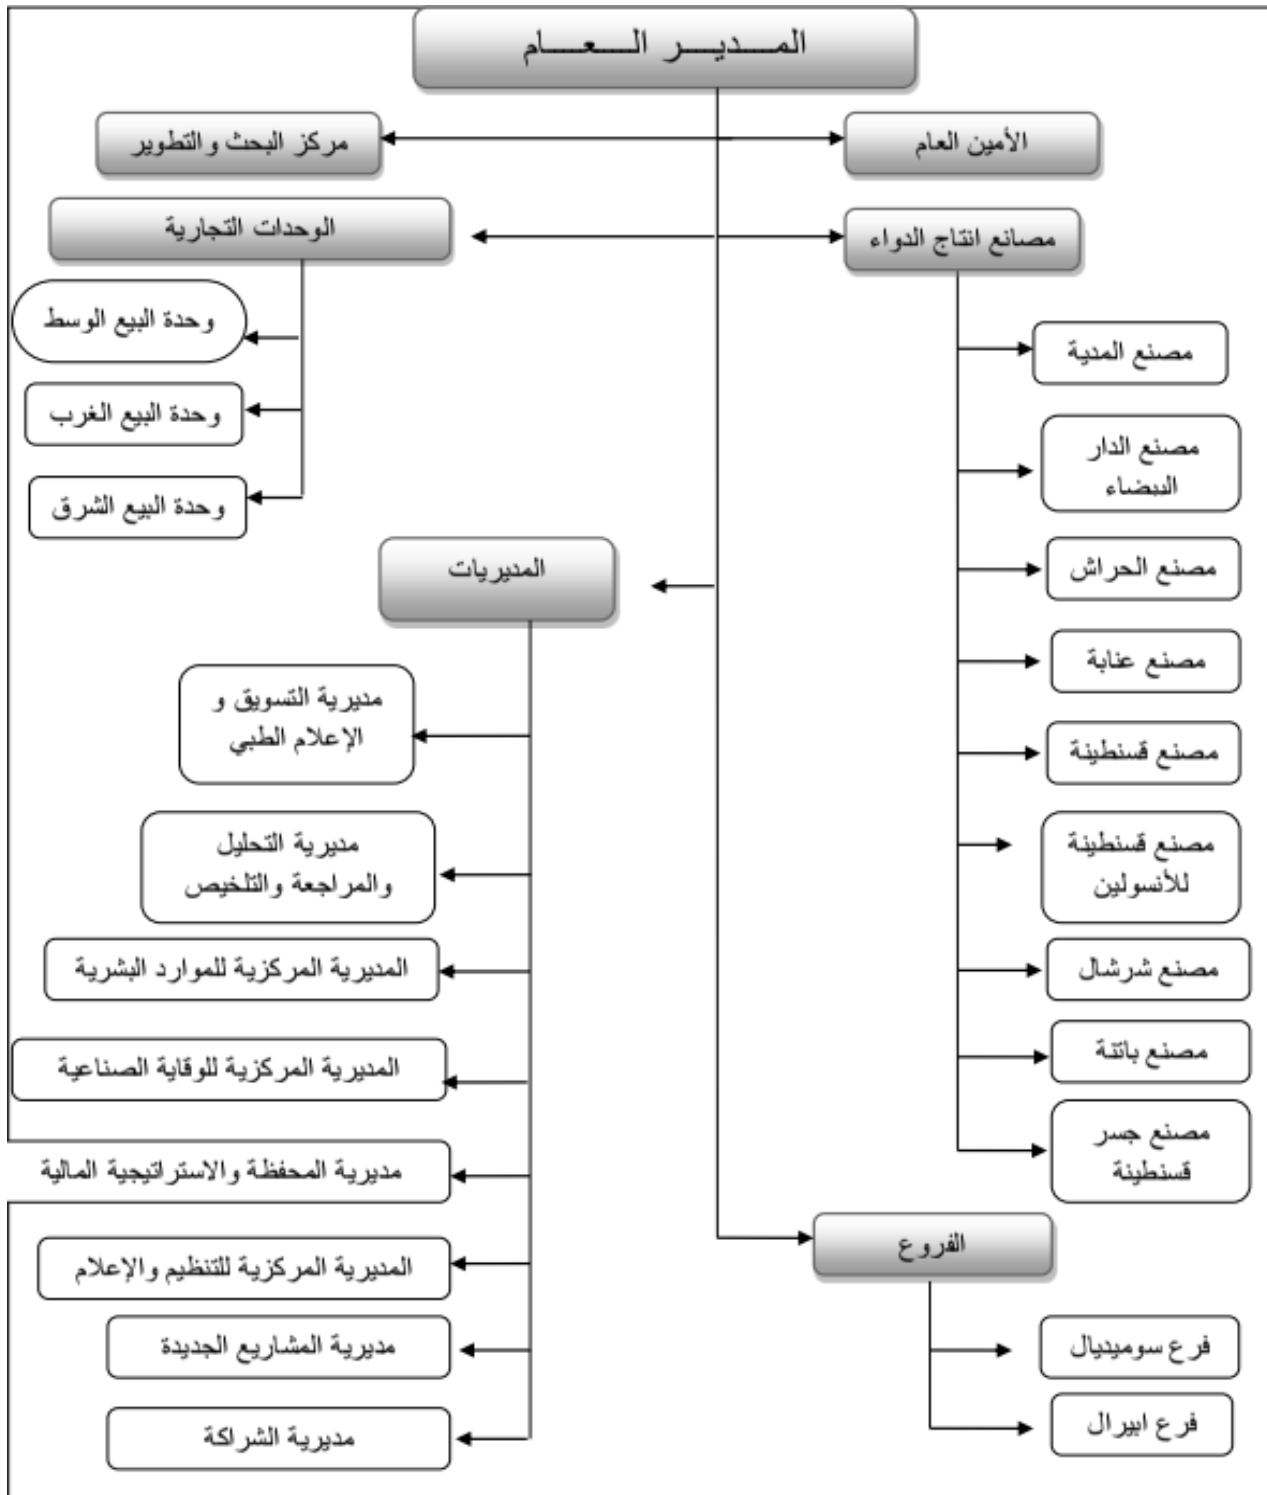 المـــديـــر الـــعـــام
الأمين العام
مركز البحث والتطوير
مصانع انتاج الدواء
الوحدات التجارية
مصنع المدية
مصنع الدار
البيضاء
مصنع الحراش
مصنع عنابة
مصنع قسنطينة
مصنع قسنطينة
للأنسولين
مصنع شرشال
مصنع باتنة
مصنع جسر
قسنطينة
وحدة البيع الوسط
وحدة البيع الغرب
وحدة البيع الشرق
المديريات
مديرية التسويق و
الإعلام الطبي
مديرية التحليل
والمراجعة والتلخيص
المديرية المركزية للموارد البشرية
المديرية المركزية للوقاية الصناعية
مديرية المحفظة والاستراتيجية المالية
المديرية المركزية للتنظيم والإعلام
مديرية المشاريع الجديدة
مديرية الشراكة
الفروع
فرع سوميديال
فرع ابيرال